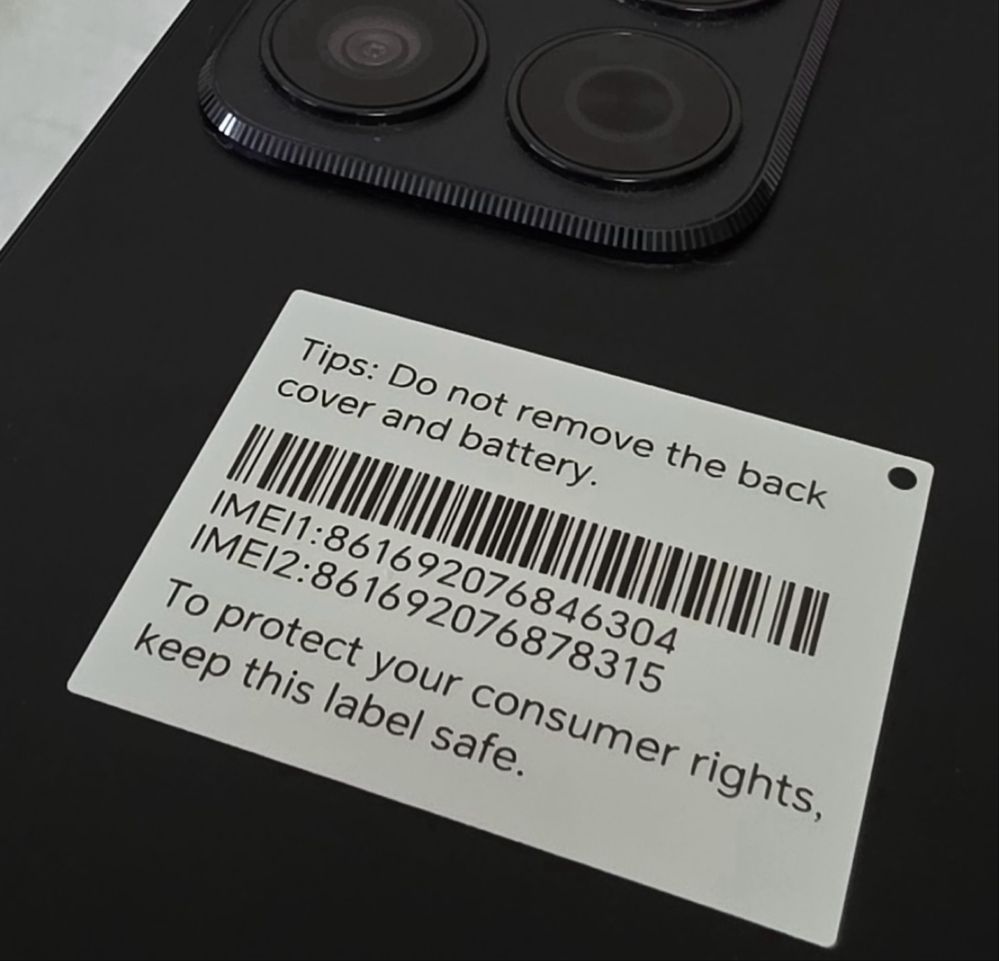 Tips: Do not remove the back
cover and battery.
IMEI1:861692076846304
IMEI2:861692076878315
To protect your consumer rights,
keep this label safe.